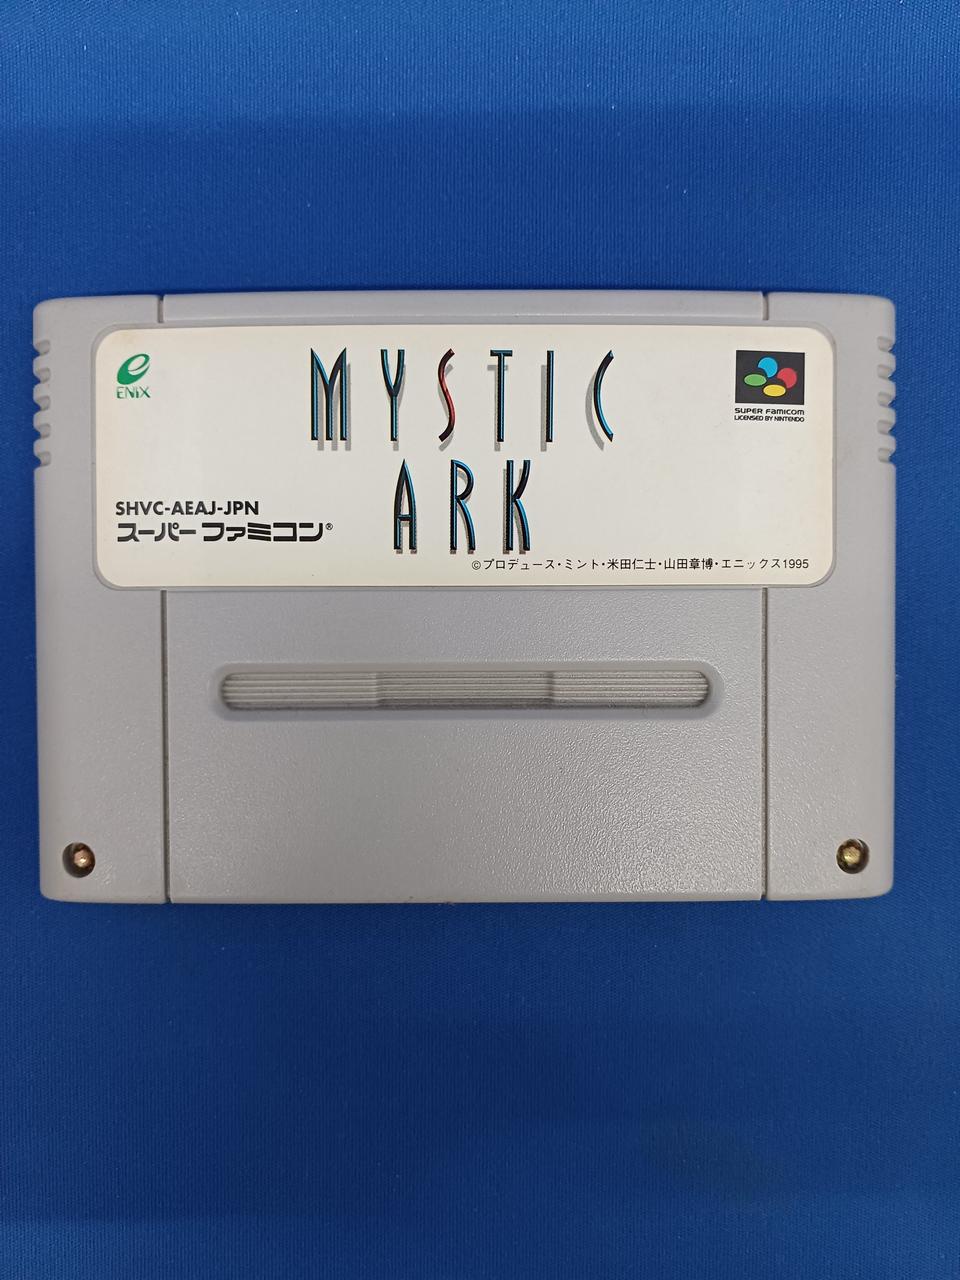 ENIX
MYSTIC
ARK
SUPER FAMICOM
LICENSED BY NINTENDO
SHVC-AEAJ-JPN
スーパーファミコン®
©プロデュース・ミント・米田仁士・山田章博・エニックス1995